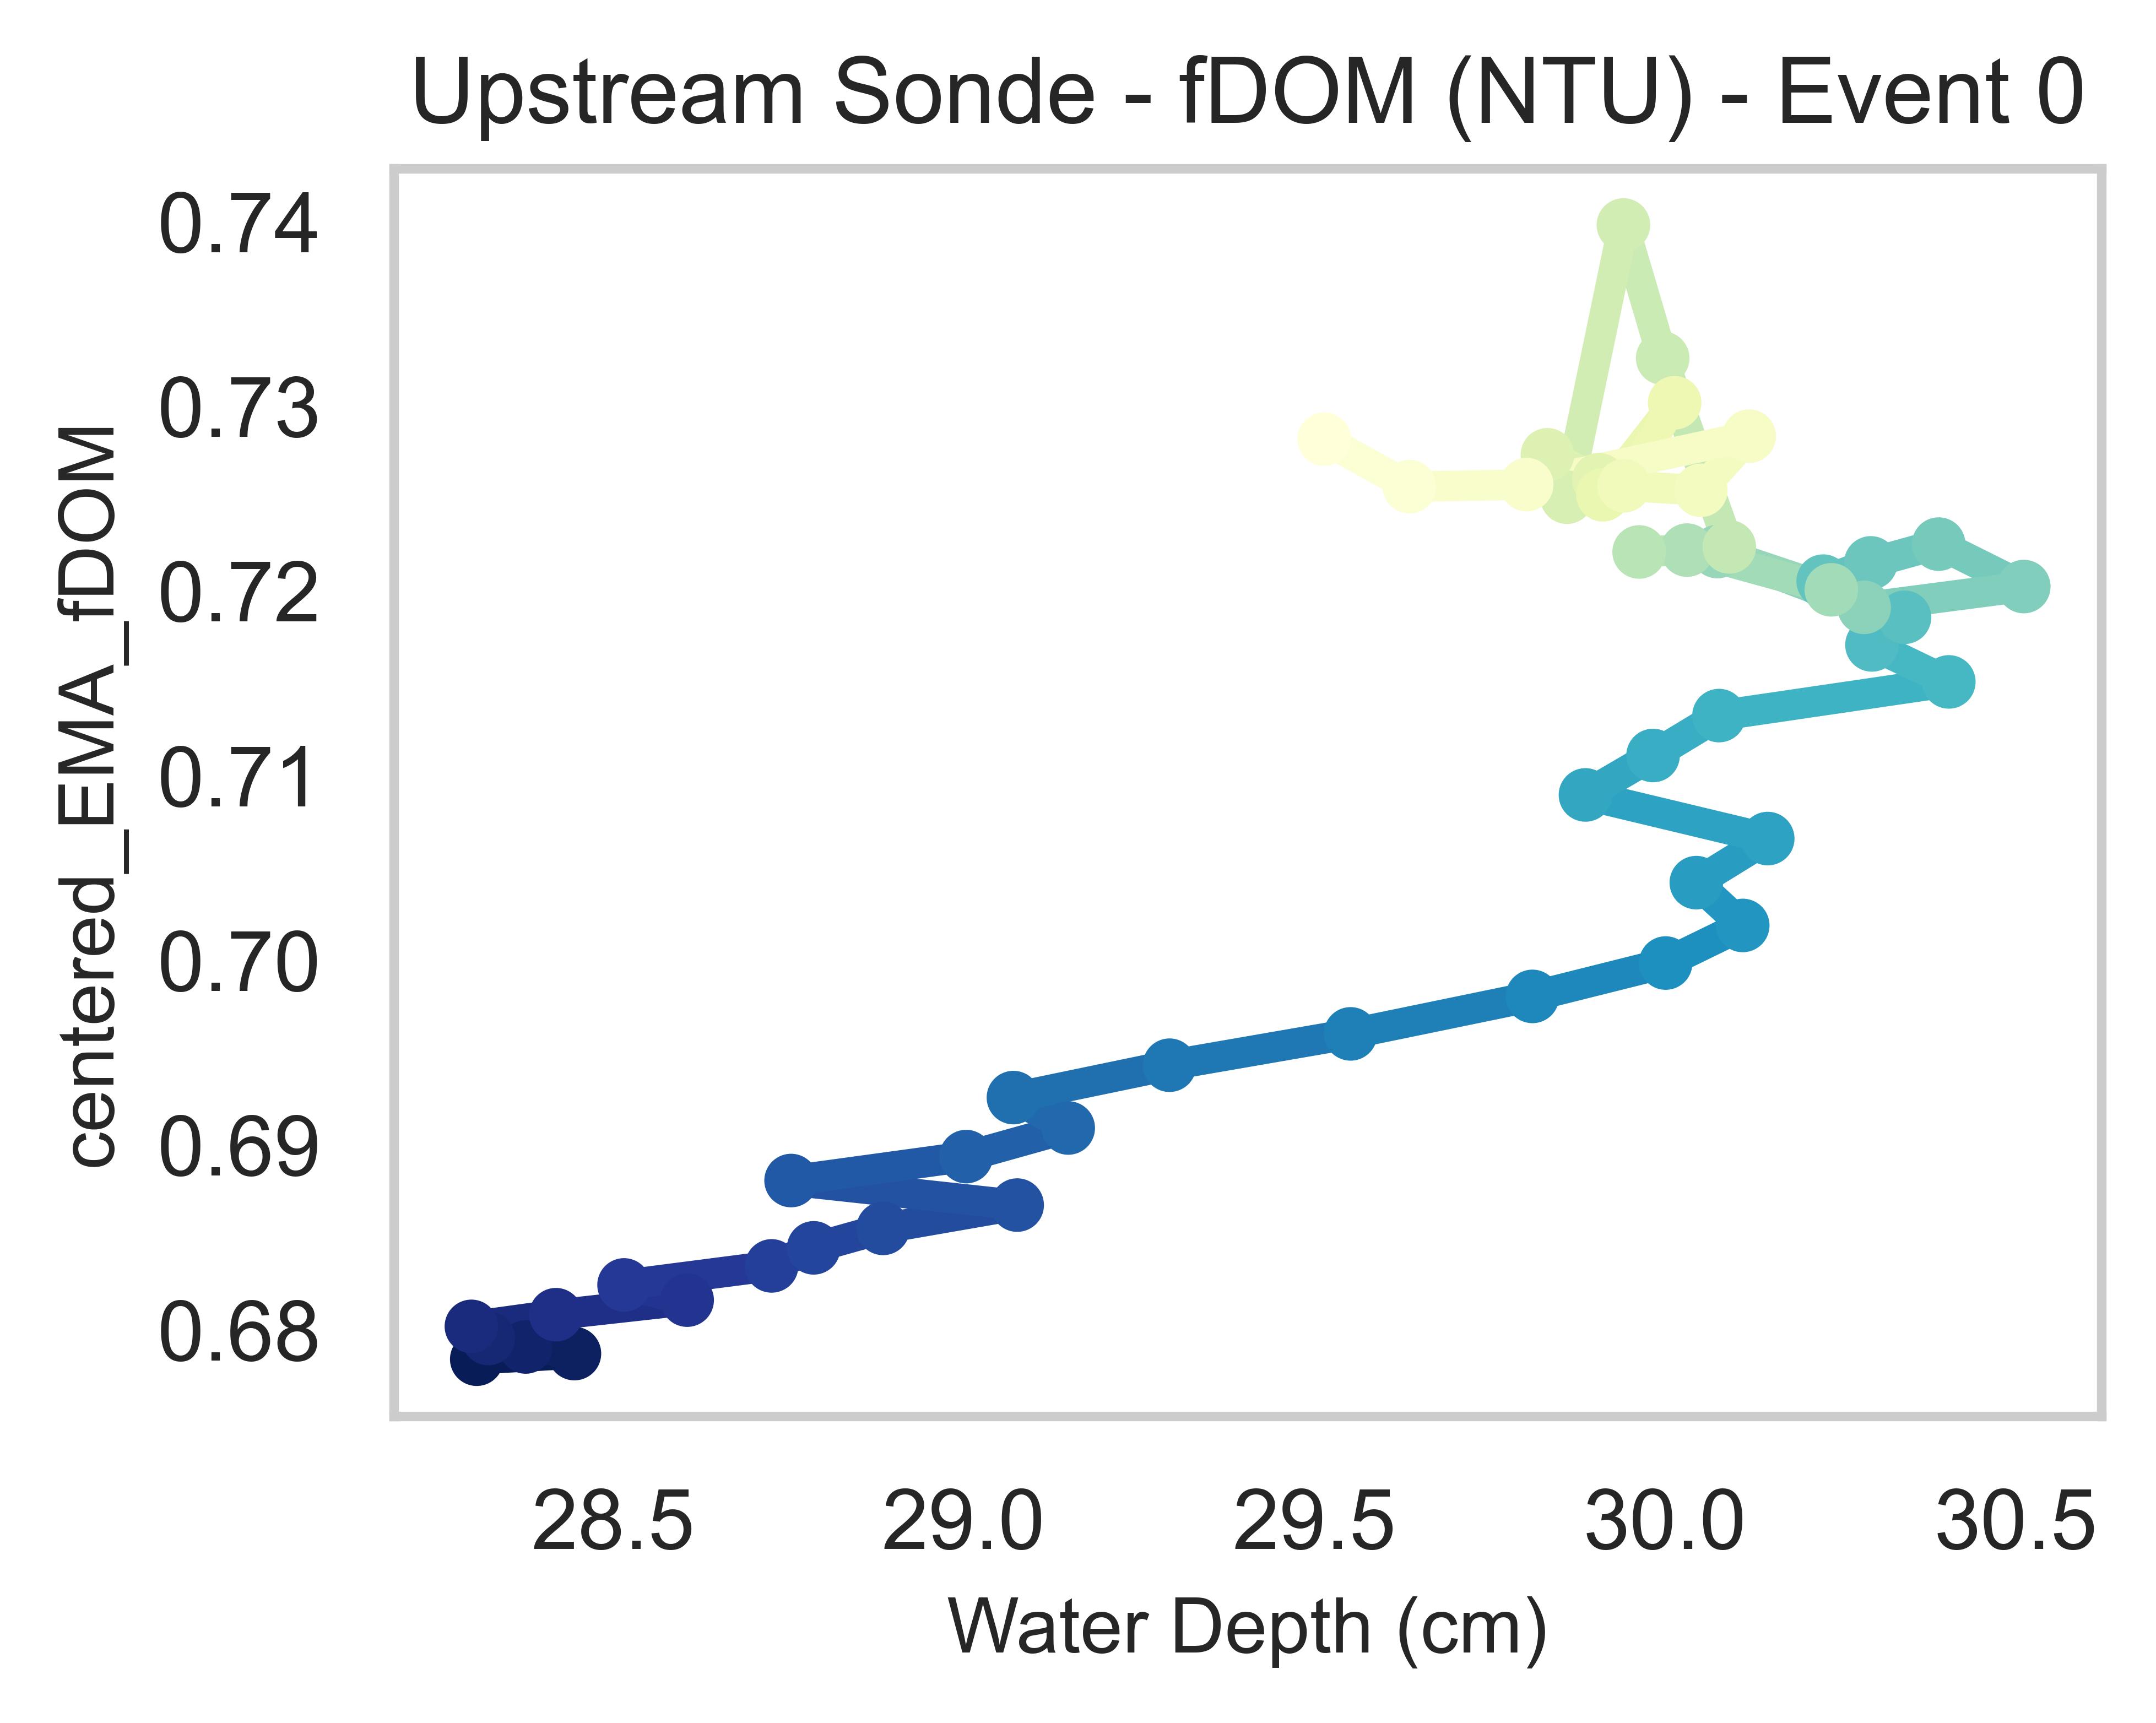 Upstream Sonde - fDOM (NTU) - Event 0
centered_EMA_fDOM
0.74
0.73
0.72
0.71
0.70
0.69
0.68
28.5 29.0 29.5 30.0 30.5
Water Depth (cm)